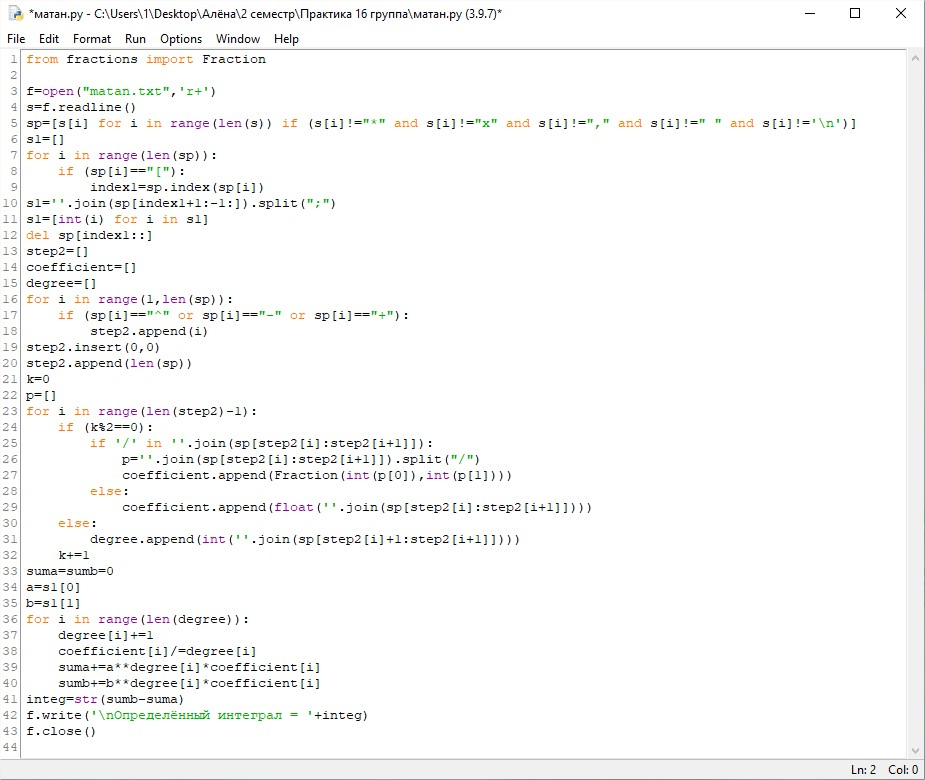 *матан.py - C:\Users\1\Desktop\Алёна\2 семестр\Практика 16 группа\матан.py (3.9.7)*
File Edit Format Run Options Window Help
1 from fractions import Fraction
2
3 f=open("matan.txt",'r+')
4 s=f.readline()
5 sp=[s[i] for i in range(len(s)) if (s[i]!="*" and s[i]!="x" and s[i]!="," and s[i]!=" " and s[i]!='\n')]
6 s1=[]
7 for i in range(len(sp)):
8     if (sp[i]=="["):
9         index1=sp.index(sp[i])
10 s1=''.join(sp[index1+1:-1:]).split(";")
11 s1=[int(i) for i in s1]
12 del sp[index1::]
13 step2=[]
14 coefficient=[]
15 degree=[]
16 for i in range(1,len(sp)):
17     if (sp[i]=="^" or sp[i]=="-" or sp[i]=="+"):
18         step2.append(i)
19 step2.insert(0,0)
20 step2.append(len(sp))
21 k=0
22 p=[]
23 for i in range(len(step2)-1):
24     if (k%2==0):
25         if '/' in ''.join(sp[step2[i]:step2[i+1]]):
26             p=''.join(sp[step2[i]:step2[i+1]]).split("/")
27             coefficient.append(Fraction(int(p[0]),int(p[1])))
28         else:
29             coefficient.append(float(''.join(sp[step2[i]:step2[i+1]])))
30     else:
31         degree.append(int(''.join(sp[step2[i]+1:step2[i+1]])))
32     k+=1
33 suma=sumb=0
34 a=s1[0]
35 b=s1[1]
36 for i in range(len(degree)):
37     degree[i]+=1
38     coefficient[i]/=degree[i]
39     suma+=a**degree[i]*coefficient[i]
40     sumb+=b**degree[i]*coefficient[i]
41 integ=str(sumb-suma)
42 f.write('\nОпределённый интеграл = '+integ)
43 f.close()
44
Ln: 2 Col: 0